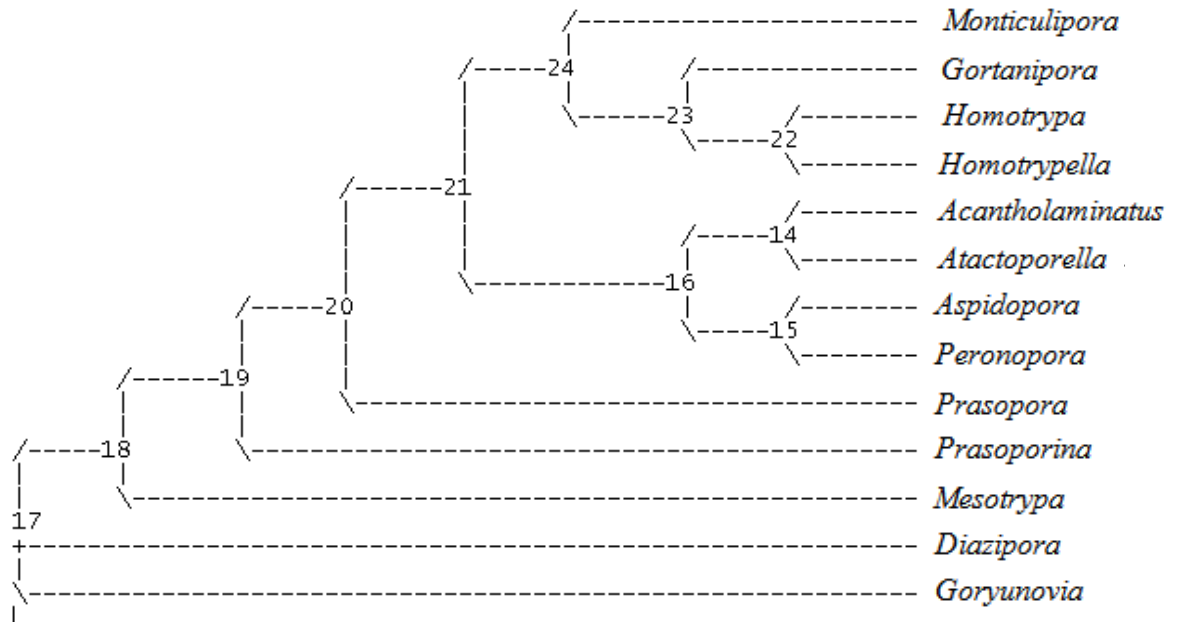 Monticulipora
24
Gortanipora
23
Homotrypa
22
Homotrypella
21
Acantholaminatus
14
Atactoporella
16
20
Aspidopora
15
Peronopora
19
Prasopora
18
Prasoporina
Mesotrypa
17
Diazipora
Goryunovia